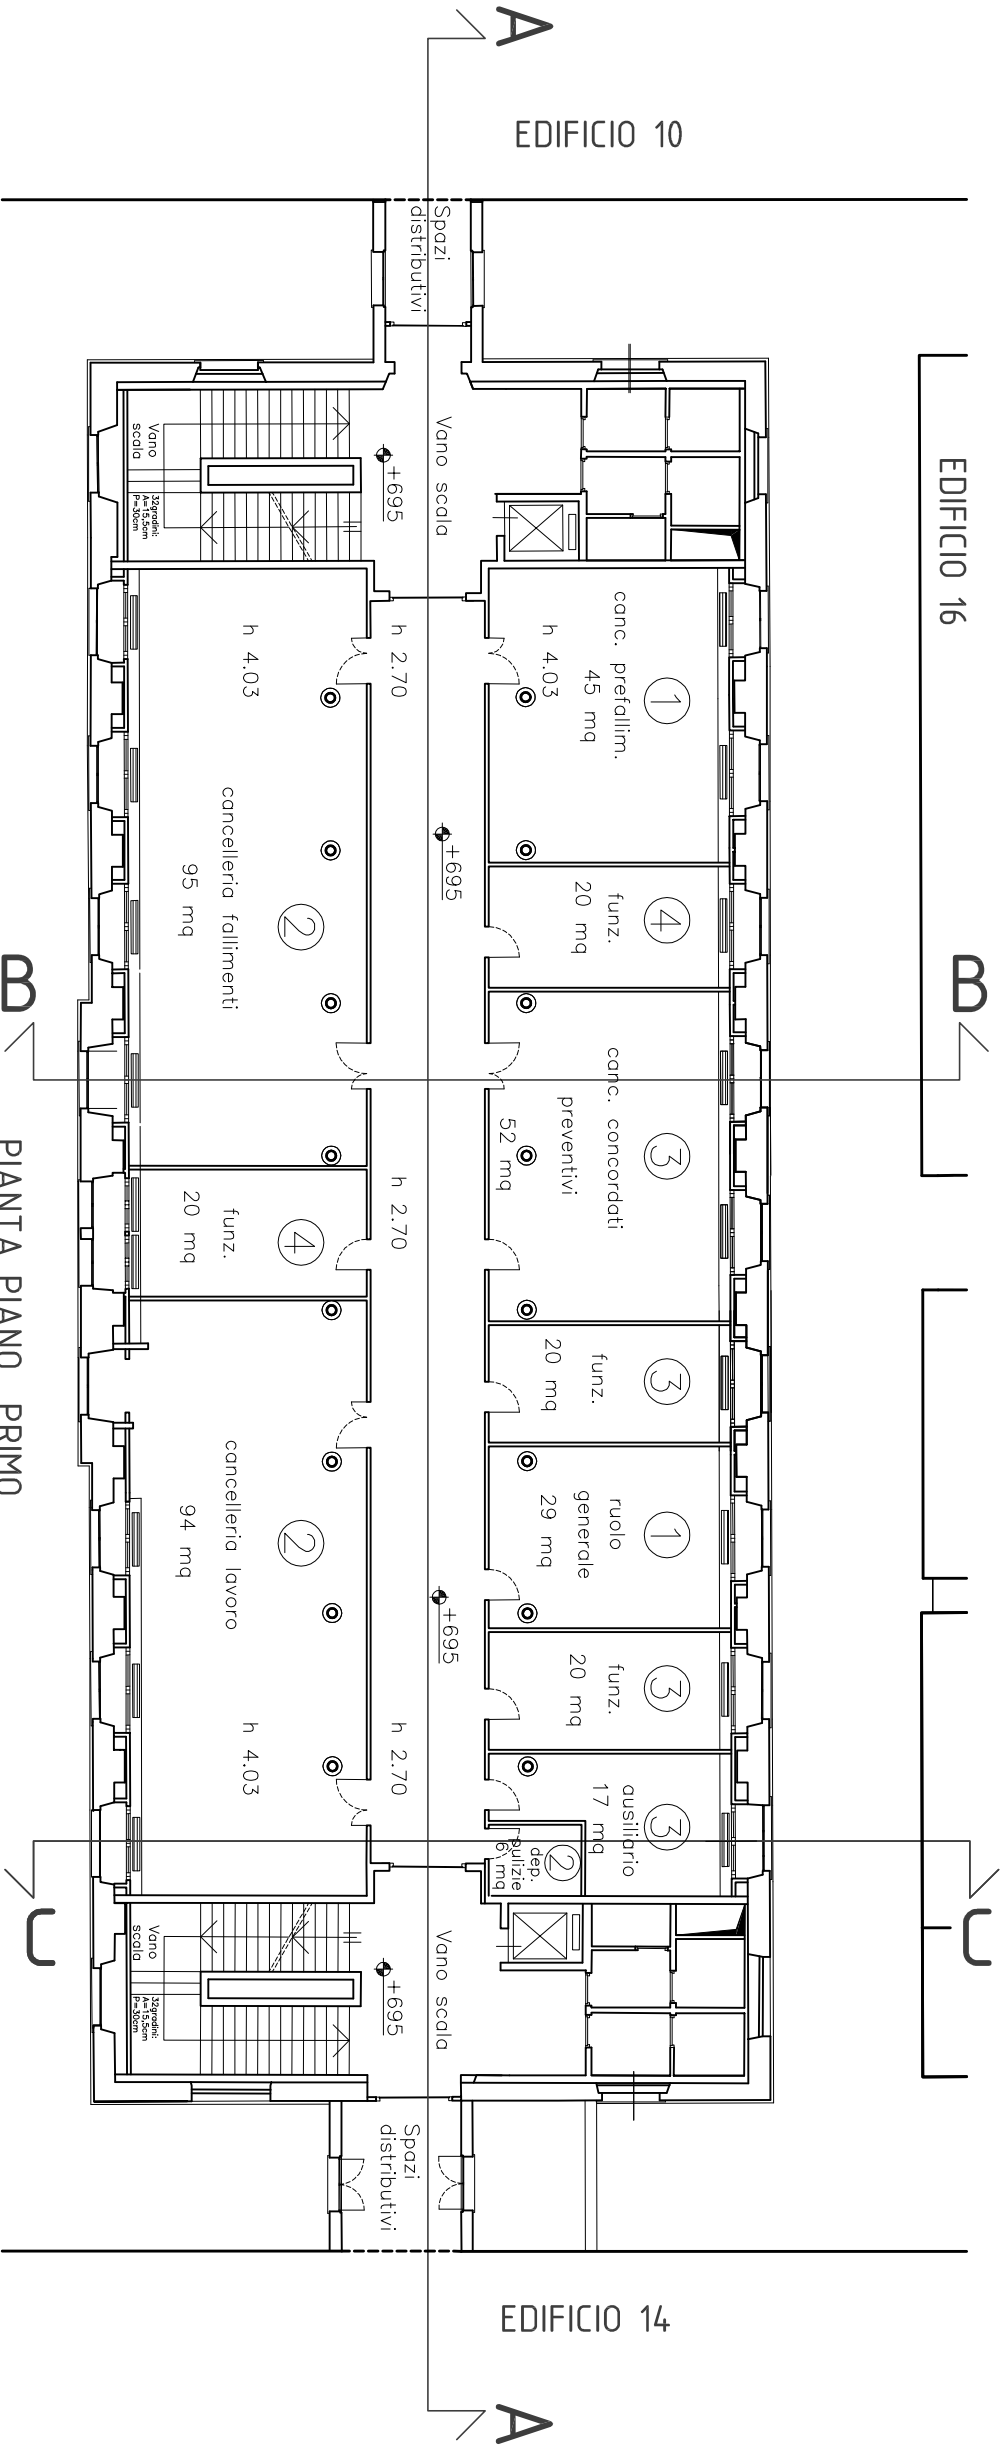 A
EDIFICIO 10
Spazi
distributivi
EDIFICIO 16
Vano
scala
32gradini:
A=15,5cm
P=30cm
+695
Vano scala
h 4.03
h 2.70
h 4.03
canc. prefallim.
45 mq
1
cancelleria fallimenti
95 mq
2
+695
funz.
20 mq
4
B
B
canc. concordati
preventivi
52 mq
3
PIANTA PIANO PRIMO
funz.
20 mq
4
h 2.70
funz.
20 mq
3
cancelleria lavoro
94 mq
2
ruolo
generale
29 mq
1
+695
funz.
20 mq
3
h 4.03
h 2.70
ausiliario
17 mq
3
dep.
pulizie
6 mq
2
C
C
Vano
scala
32gradini:
A=15,5cm
P=30cm
+695
Vano scala
Spazi
distributivi
EDIFICIO 14
A